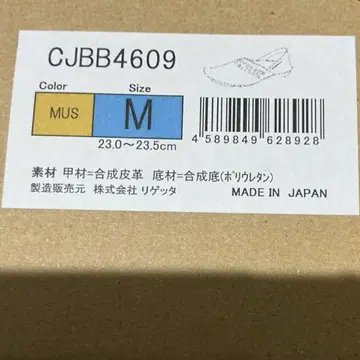 CJBB4609
Color Size
MUS M
23.0～23.5cm
4 589849 628928
素材 甲材=合成皮革 底材=合成底(ﾎﾟﾘｳﾚﾀﾝ)
製造販売元 株式会社 リゲッタ MADE IN JAPAN